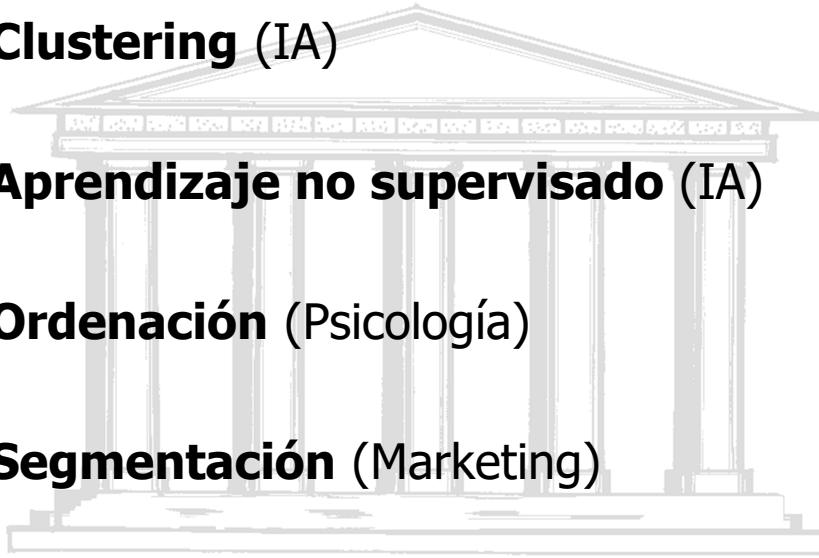 Clustering (IA)
Aprendizaje no supervisado (IA)
Ordenación (Psicología)
Segmentación (Marketing)